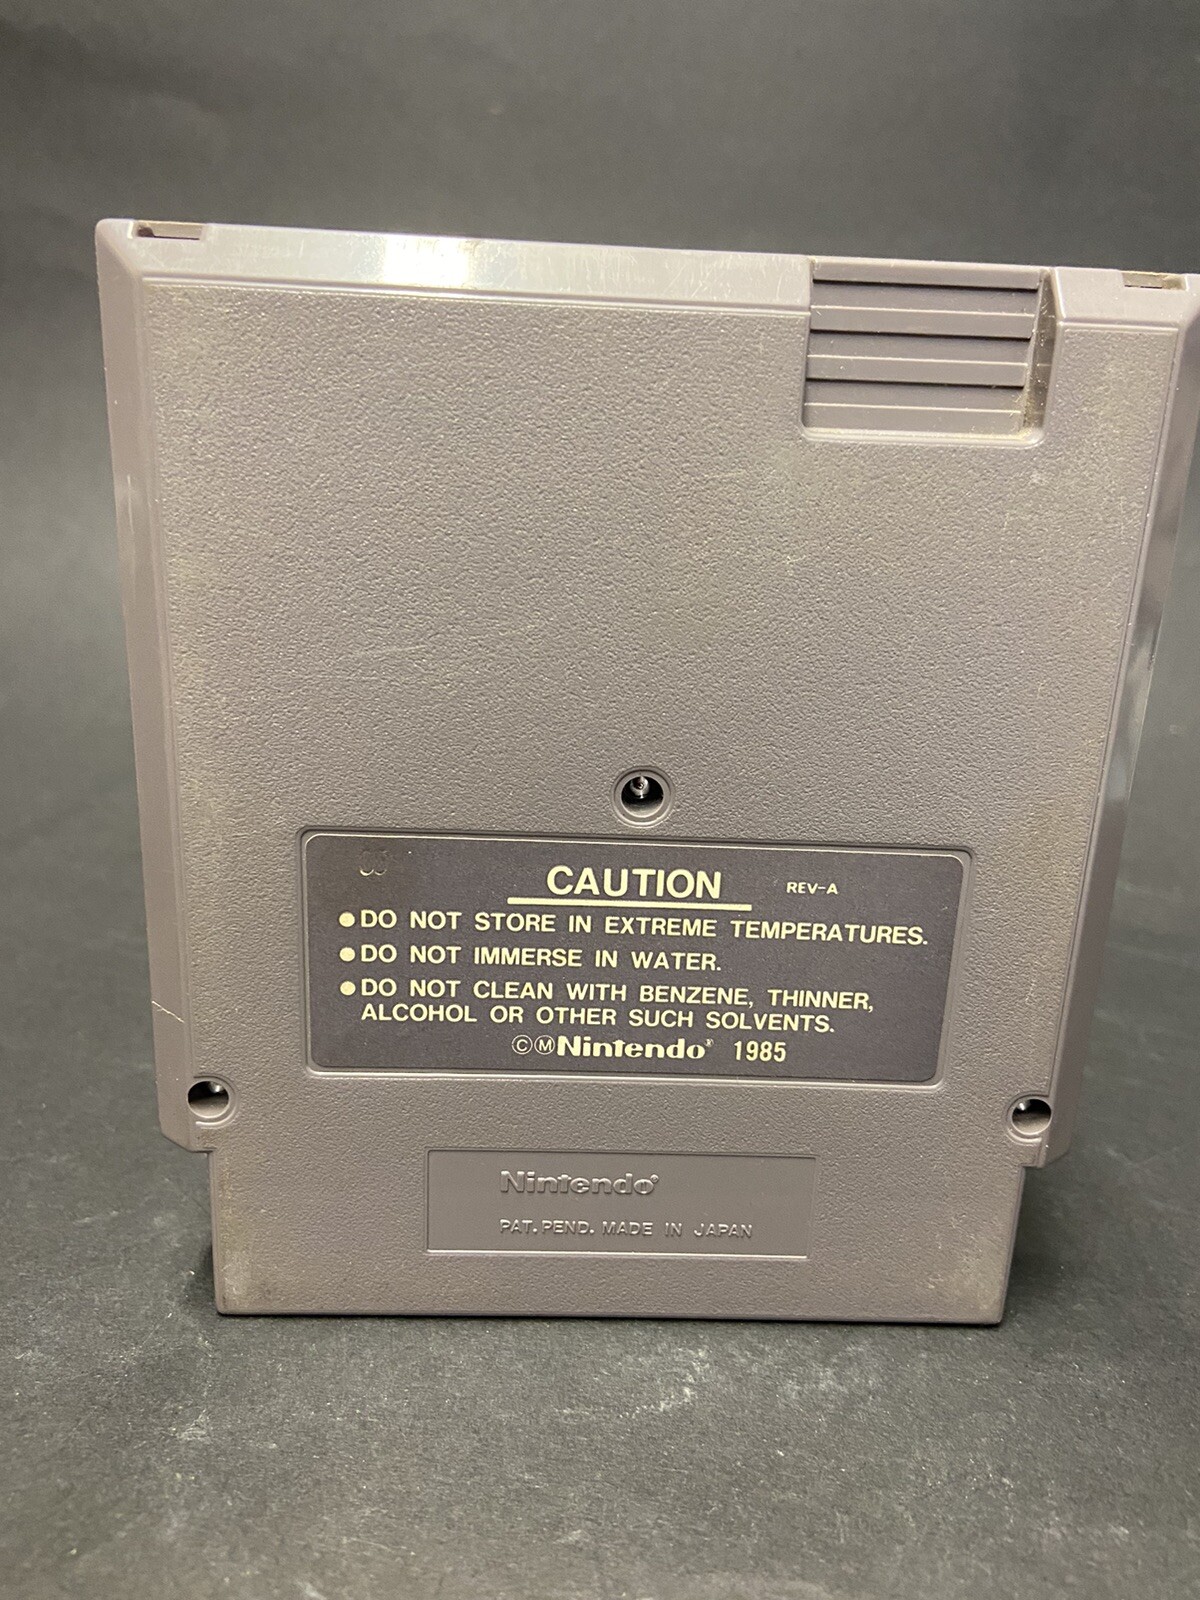 03
CAUTION REV-A
●DO NOT STORE IN EXTREME TEMPERATURES.
●DO NOT IMMERSE IN WATER.
●DO NOT CLEAN WITH BENZENE, THINNER,
ALCOHOL OR OTHER SUCH SOLVENTS.
©ⓂNintendo® 1985
Nintendo®
PAT. PEND. MADE IN JAPAN